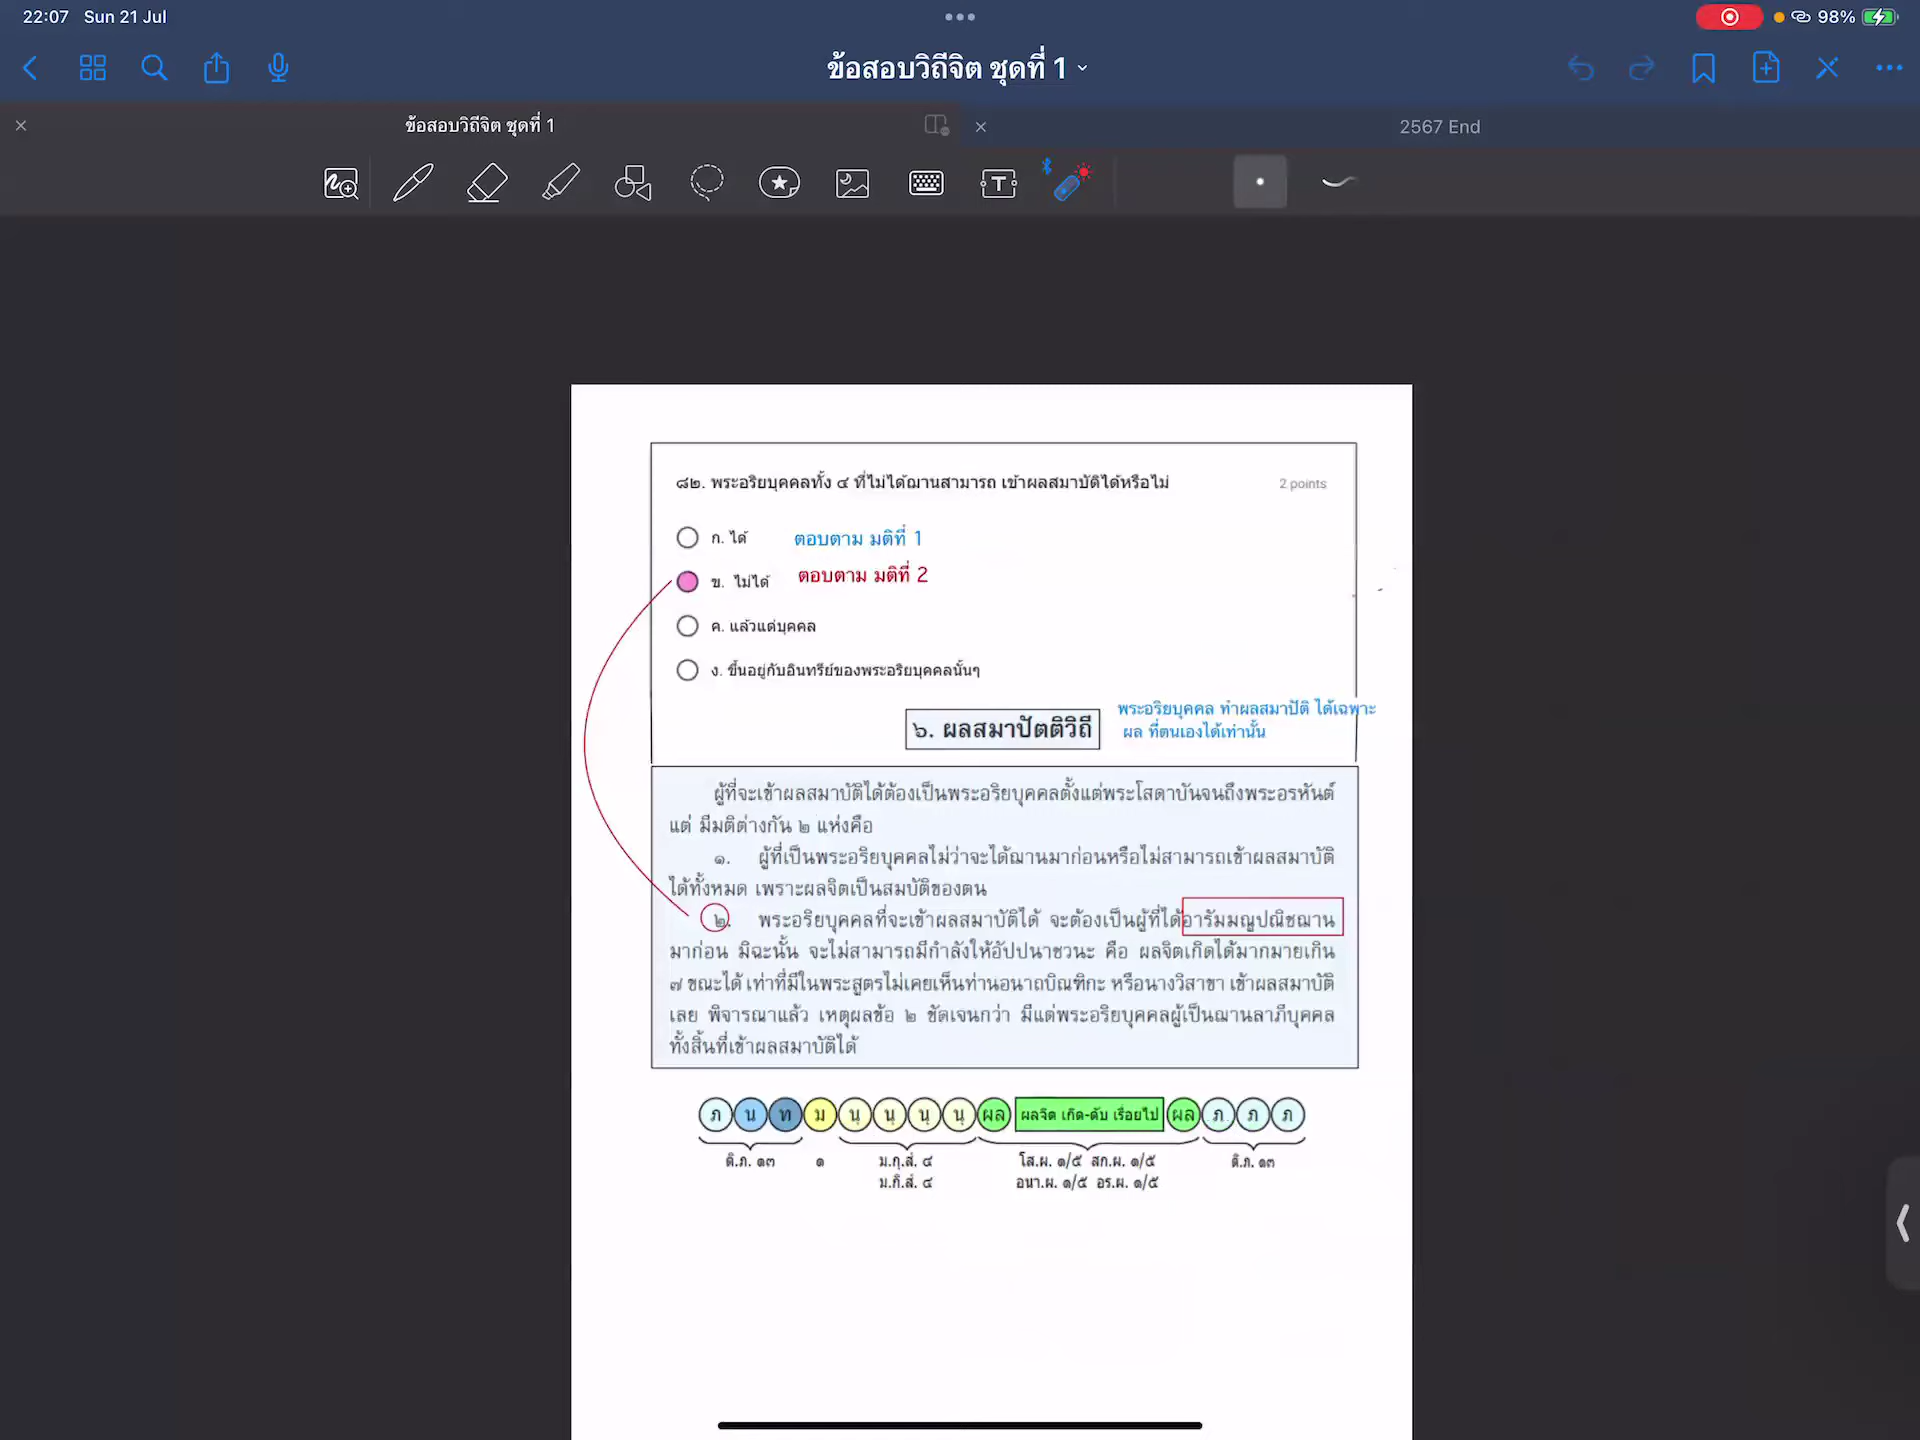 22:07 Sun 21 Jul
98%
ข้อสอบวิถีจิต ชุดที่ 1
ข้อสอบวิถีจิต ชุดที่ 1
2567 End
๘๒. พระอริยบุคคลทั้ง ๔ ที่ไม่ได้ฌานสามารถ เข้าผลสมาบัติได้หรือไม่
2 points
ก. ได้ ตอบตาม มติที่ 1
ข. ไม่ได้ ตอบตาม มติที่ 2
ค. แล้วแต่บุคคล
ง. ขึ้นอยู่กับอินทรีย์ของพระอริยบุคคลนั้นๆ
๖. ผลสมาปัตติวิถี
พระอริยบุคคล ทำผลสมาปัติ ได้เฉพาะ
ผล ที่ตนเองได้เท่านั้น
ผู้ที่จะเข้าผลสมาบัติได้ต้องเป็นพระอริยบุคคลตั้งแต่พระโสดาบันจนถึงพระอรหันต์
แต่ มีมติต่างกัน ๒ แห่งคือ
๑. ผู้ที่เป็นพระอริยบุคคลไม่ว่าจะได้ฌานมาก่อนหรือไม่สามารถเข้าผลสมาบัติ
ได้ทั้งหมด เพราะผลจิตเป็นสมบัติของตน
๒. พระอริยบุคคลที่จะเข้าผลสมาบัติได้ จะต้องเป็นผู้ที่ได้อารัมมณูปณิชฌาน
มาก่อน มิฉะนั้น จะไม่สามารถมีกำลังให้อัปปนาชวนะ คือ ผลจิตเกิดได้มากมายเกิน
๗ ขณะได้ เท่าที่มีในพระสูตรไม่เคยเห็นท่านอนาถบิณฑิกะ หรือนางวิสาขา เข้าผลสมาบัติ
เลย พิจารณาแล้ว เหตุผลข้อ ๒ ชัดเจนกว่า มีแต่พระอริยบุคคลผู้เป็นฌานลาภีบุคคล
ทั้งสิ้นที่เข้าผลสมาบัติได้
ภ น ท ม นุ นุ นุ นุ ผล ผลจิต เกิด-ดับ เรื่อยไป ผล ภ ภ ภ
ติ.ภ. ๑๓ ๑ ม.กุ.สํ. ๔ โส.ผ. ๑/๕ สก.ผ. ๑/๕ ติ.ภ. ๑๓
ม.กิ.สํ. ๔ อนา.ผ. ๑/๕ อร.ผ. ๑/๕